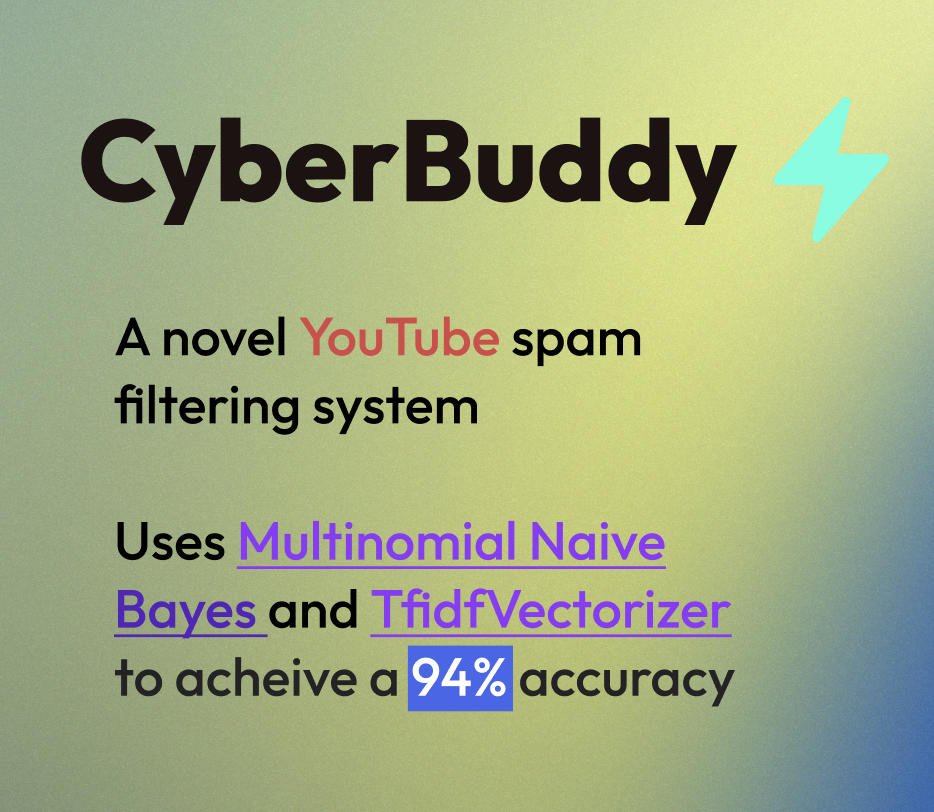 CyberBuddy
A novel YouTube spam
filtering system
Uses Multinomial Naive
Bayes and TfidfVectorizer
to acheive a 94% accuracy